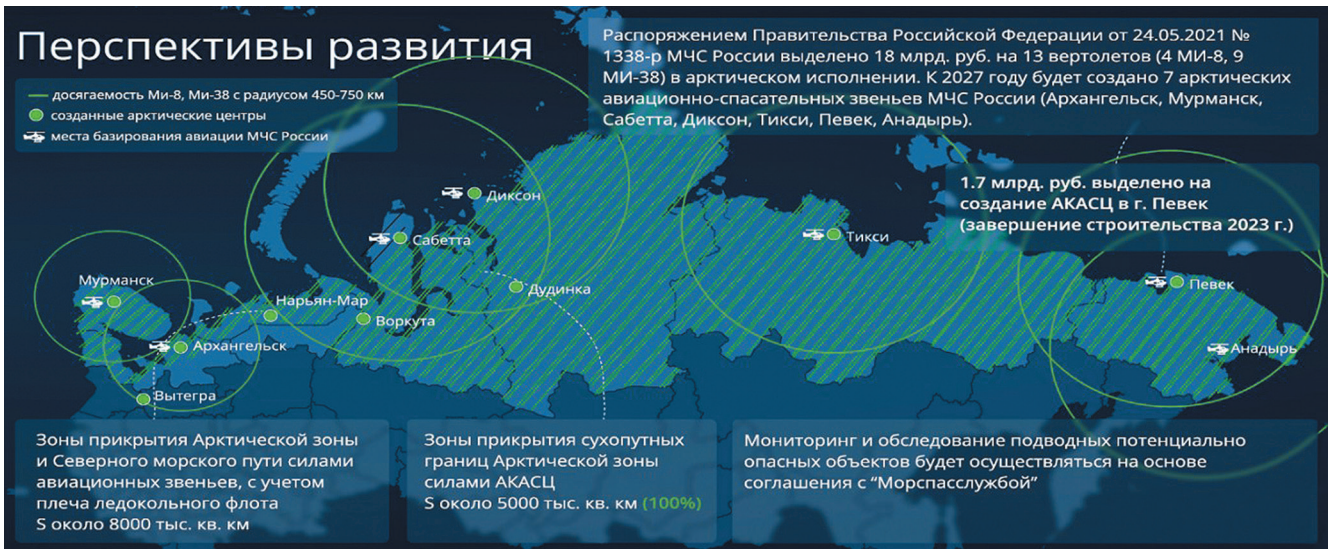 Перспективы развития
досягаемость Ми-8, Ми-38 с радиусом 450-750 км
созданные арктические центры
места базирования авиации МЧС России
Распоряжением Правительства Российской Федерации от 24.05.2021 №
1338-р МЧС России выделено 18 млрд. руб. на 13 вертолетов (4 МИ-8, 9
МИ-38) в арктическом исполнении. К 2027 году будет создано 7 арктических
авиационно-спасательных звеньев МЧС России (Архангельск, Мурманск,
Сабетта, Диксон, Тикси, Певек, Анадырь).
1.7 млрд. руб. выделено на
создание АКАСЦ в г. Певек
(завершение строительства 2023 г.)
Диксон
Сабетта
Тикси
Мурманск
Нарьян-Мар
Дудинка
Певек
Воркута
Архангельск
Анадырь
Вытегра
Зоны прикрытия Арктической зоны
и Северного морского пути силами
авиационных звеньев, с учетом
плеча ледокольного флота
S около 8000 тыс. кв. км
Зоны прикрытия сухопутных
границ Арктической зоны
силами АКАСЦ
S около 5000 тыс. кв. км (100%)
Мониторинг и обследование подводных потенциально
опасных объектов будет осуществляться на основе
соглашения с “Морспасслужбой”